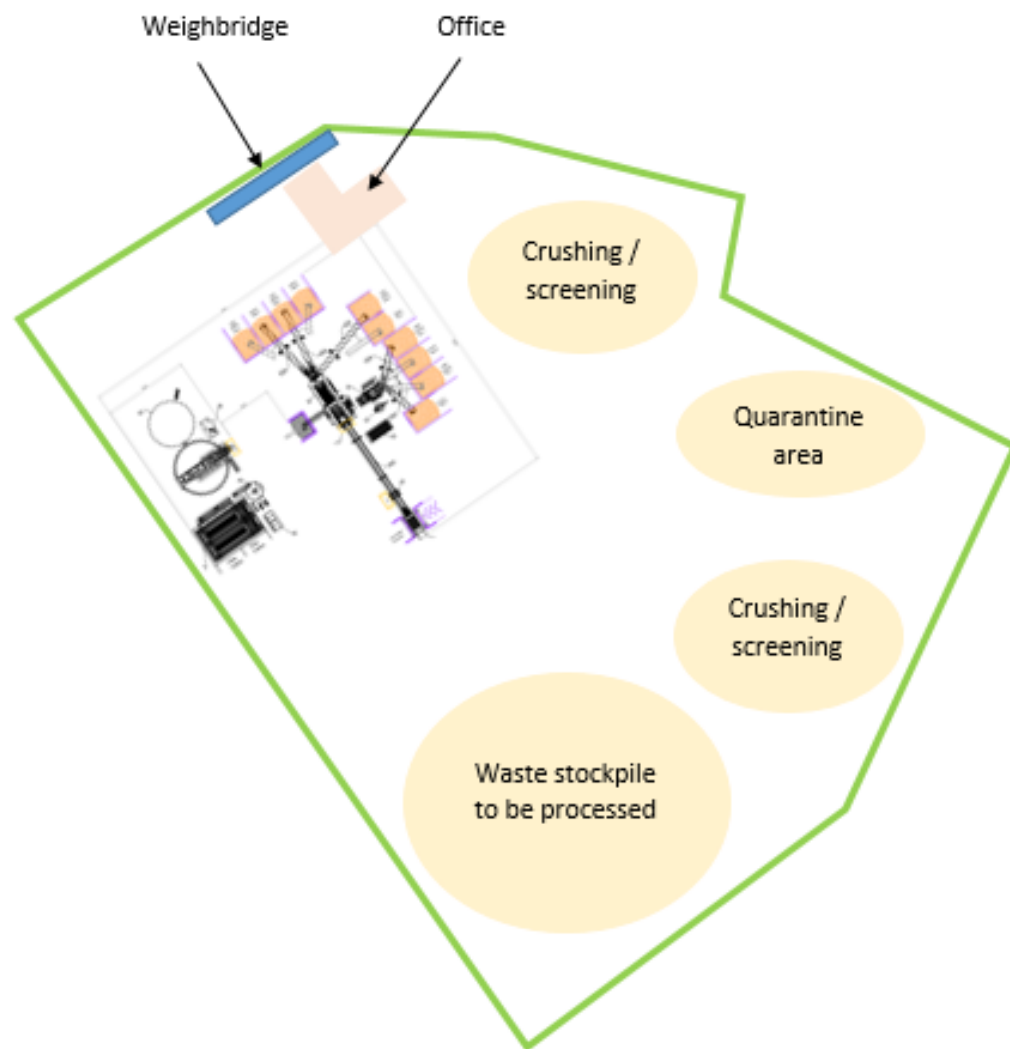 Weighbridge
Office
Crushing /
screening
Quarantine
area
Crushing /
screening
Waste stockpile
to be processed